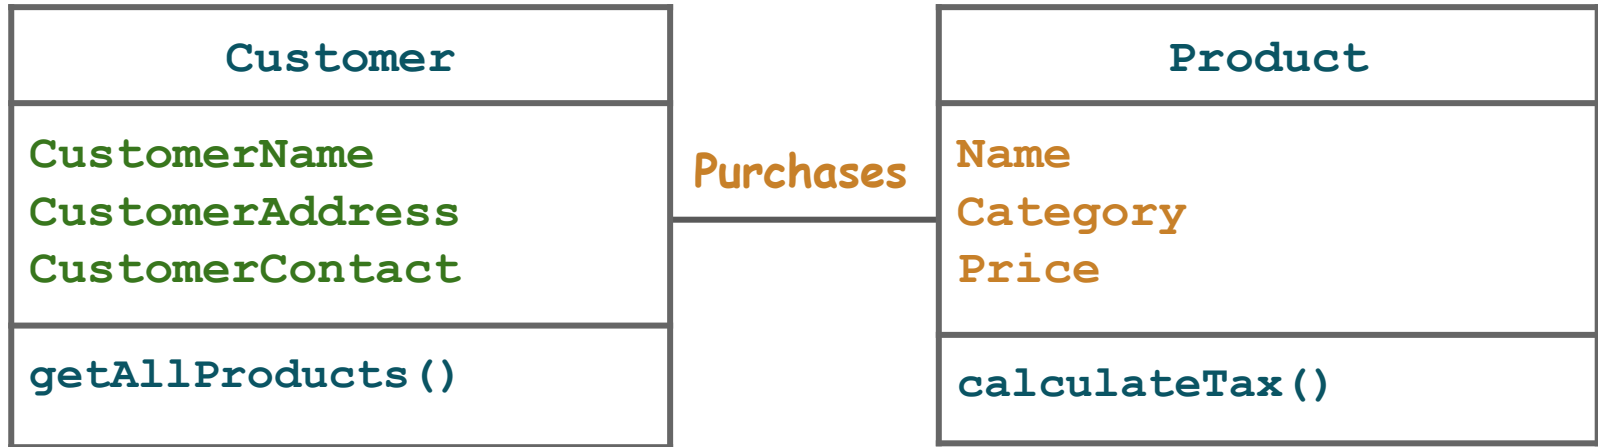 Customer
CustomerName
CustomerAddress
CustomerContact
getAllProducts()
Purchases
Product
Name
Category
Price
calculateTax()